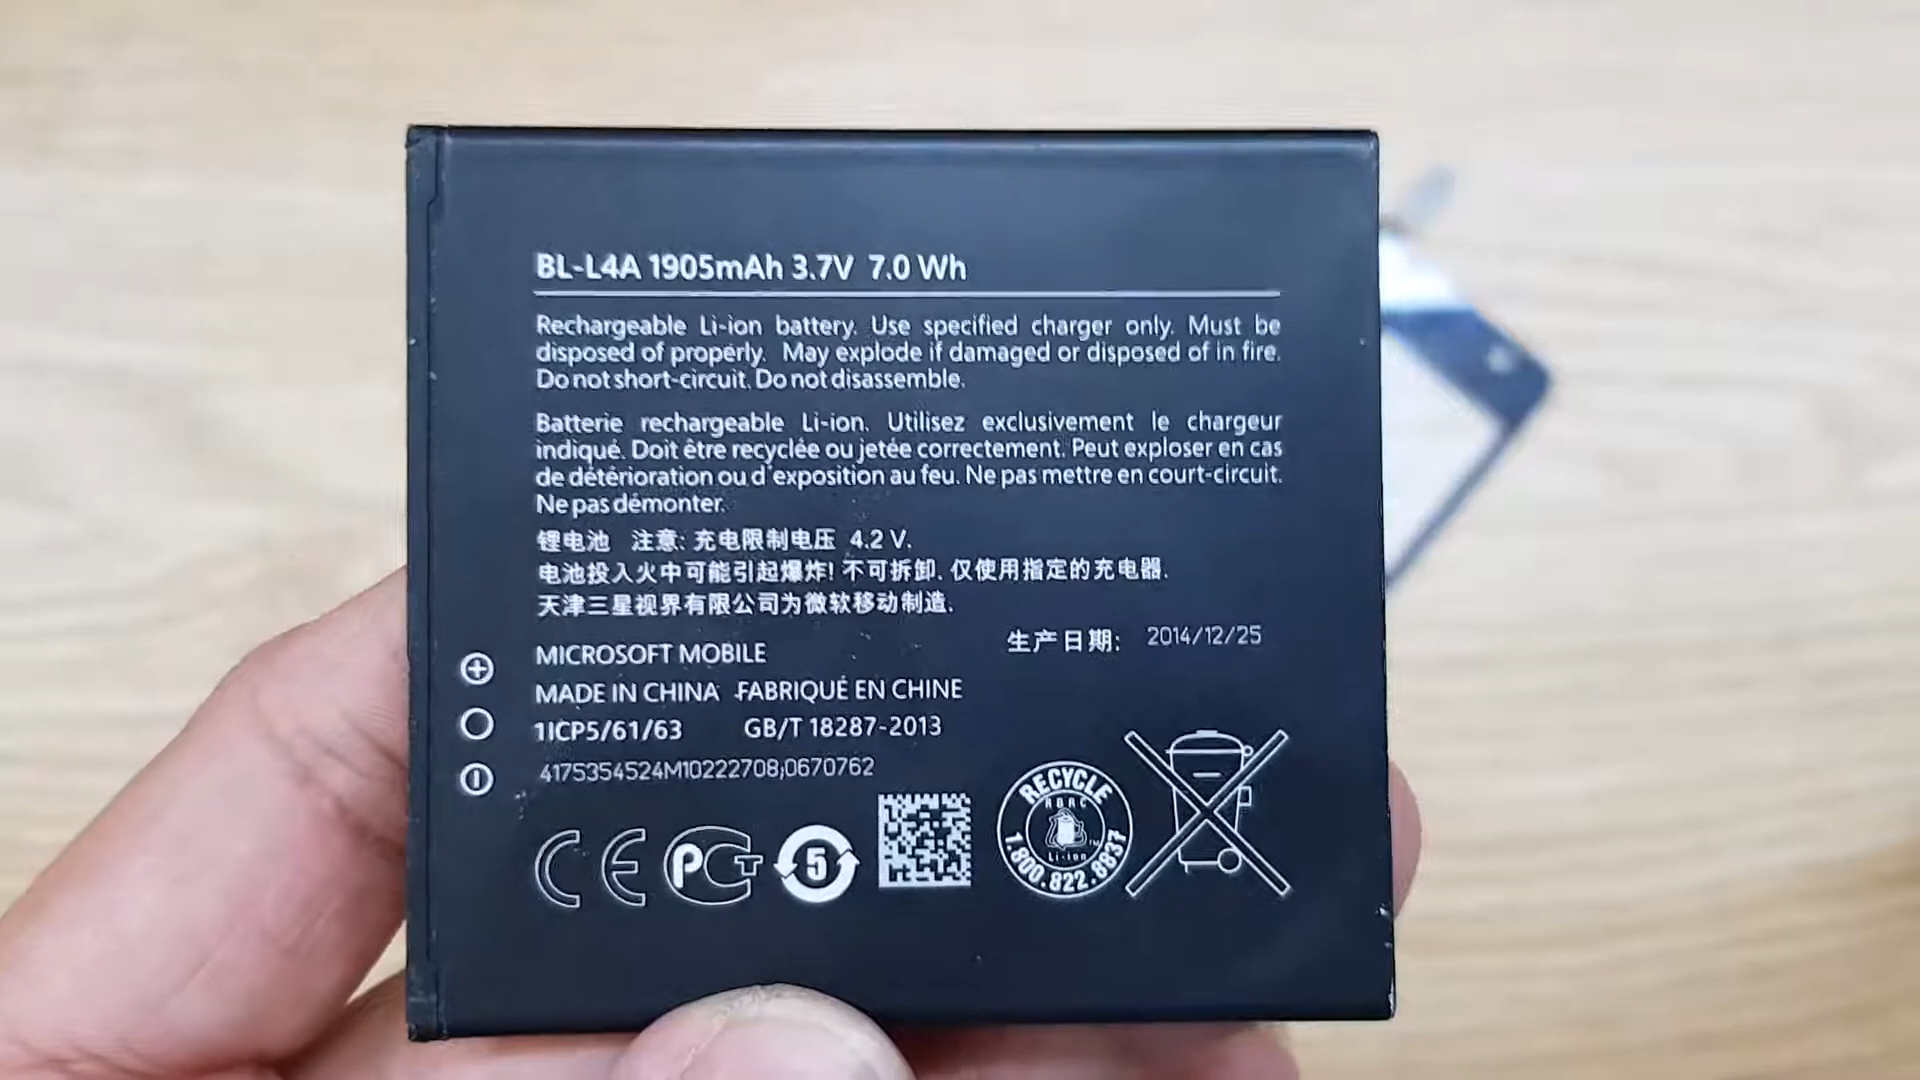 BL-L4A 1905mAh 3.7V 7.0 Wh
Rechargeable Li-ion battery. Use specified charger only. Must be
disposed of properly. May explode if damaged or disposed of in fire.
Do not short-circuit. Do not disassemble.
Batterie rechargeable Li-ion. Utilisez exclusivement le chargeur
indiqué. Doit être recyclée ou jetée correctement. Peut exploser en cas
de détérioration ou d'exposition au feu. Ne pas mettre en court-circuit.
Ne pas démonter.
锂电池 注意: 充电限制电压 4.2 V.
电池投入火中可能引起爆炸! 不可拆卸. 仅使用指定的充电器.
天津三星视界有限公司为微软移动制造.
生产日期: 2014/12/25
MICROSOFT MOBILE
MADE IN CHINA FABRIQUÉ EN CHINE
1ICP5/61/63 GB/T 18287-2013
4175354524M10222708;0670762
CE PCT 5
RECYCLE
RBRC
Li-ion TM
1.800.822.8837